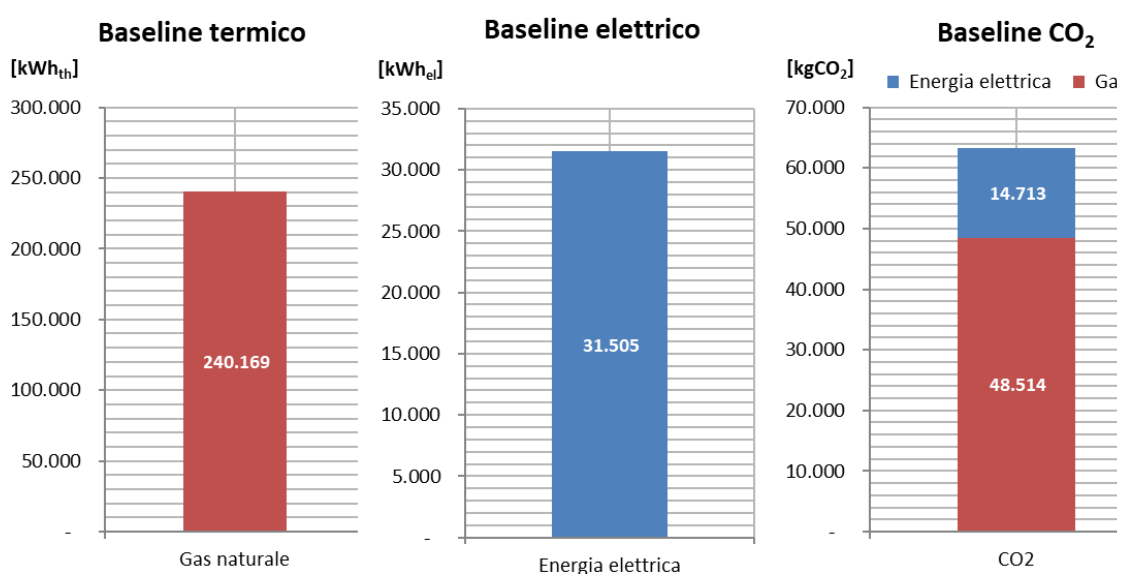 Baseline termico
[kWhth]
300.000
250.000
200.000
150.000
100.000
50.000
-
240.169
Gas naturale
Baseline elettrico
[kWhel]
35.000
30.000
25.000
20.000
15.000
10.000
5.000
-
31.505
Energia elettrica
Baseline CO2
[kgCO2]
Energia elettrica Ga
70.000
60.000
50.000
40.000
30.000
20.000
10.000
-
14.713
48.514
CO2